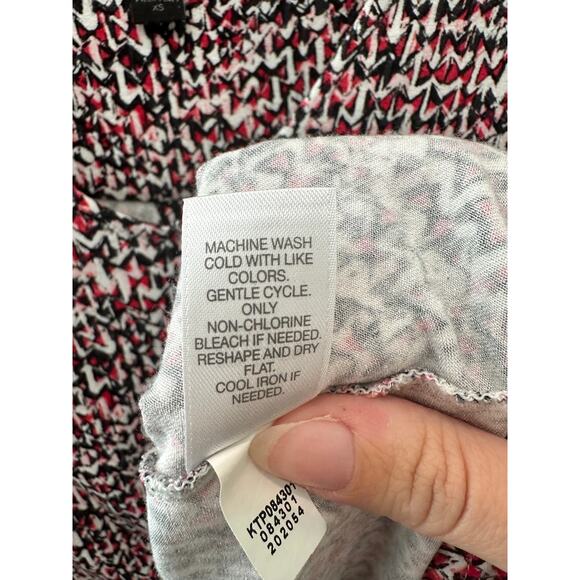 XS
MACHINE WASH
COLD WITH LIKE
COLORS.
GENTLE CYCLE.
ONLY
NON-CHLORINE
BLEACH IF NEEDED.
RESHAPE AND DRY
FLAT.
COOL IRON IF
NEEDED.
KTP084301
084301
202054